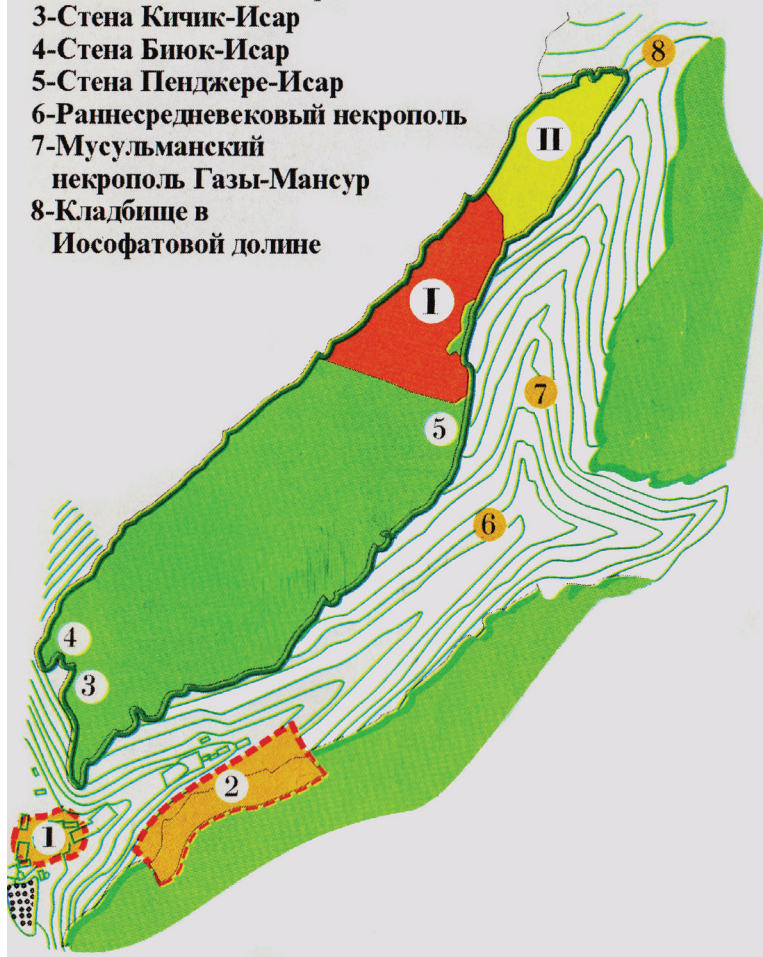 3-Стена Кичик-Исар
4-Стена Биюк-Исар
5-Стена Пенджере-Исар
6-Раннесредневековый некрополь
7-Мусульманский
некрополь Газы-Мансур
8-Кладбище в
Иософатовой долине
8
II
I
7
5
6
4
3
2
1